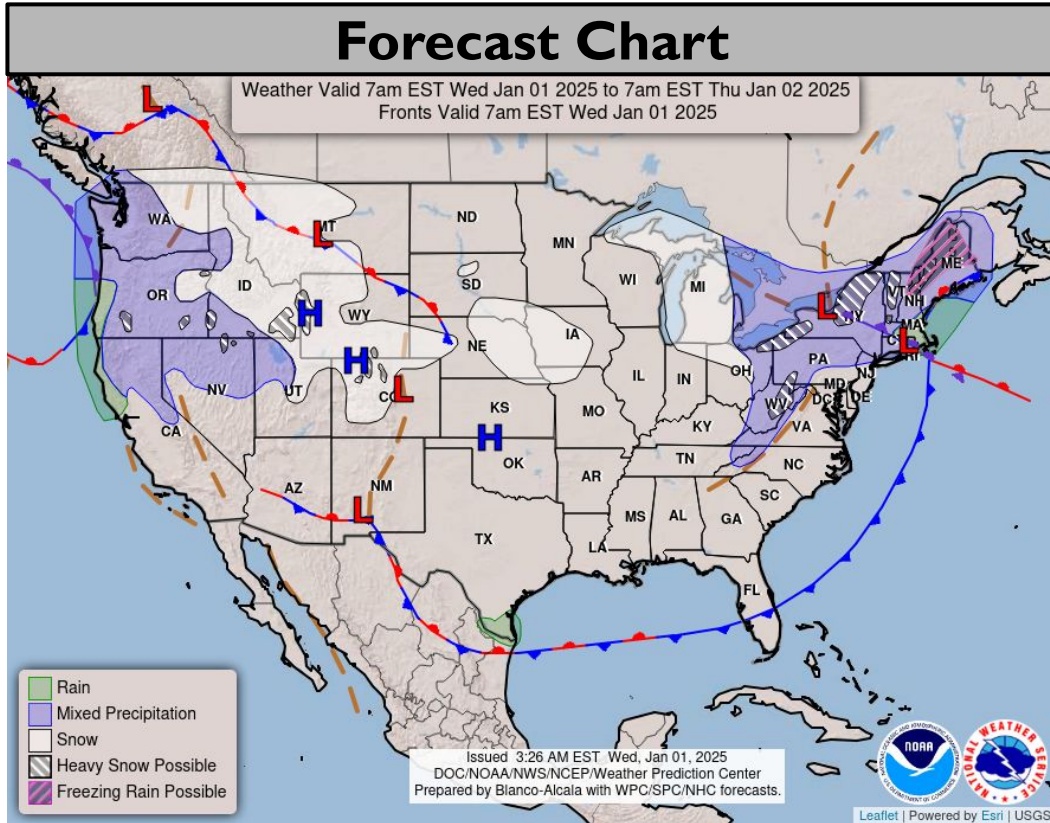 Forecast Chart
Weather Valid 7am EST Wed Jan 01 2025 to 7am EST Thu Jan 02 2025
Fronts Valid 7am EST Wed Jan 01 2025
L
WA
L
MT
ND
MN
ME
OR
ID
H
WY
SD
WI
MI
L
NY
VT
NH
MA
CT
RI
L
H
NE
IA
NV
UT
CO
L
IL
IN
OH
PA
NJ
MD
DE
DC
WV
VA
CA
KS
MO
KY
H
OK
AR
TN
NC
AZ
NM
L
SC
TX
LA
MS
AL
GA
FL
Rain
Mixed Precipitation
Snow
Heavy Snow Possible
Freezing Rain Possible
Issued 3:26 AM EST, Wed, Jan 01, 2025
DOC/NOAA/NWS/NCEP/Weather Prediction Center
Prepared by Blanco-Alcala with WPC/SPC/NHC forecasts.
NOAA
NATIONAL WEATHER SERVICE
Leaflet | Powered by Esri | USGS